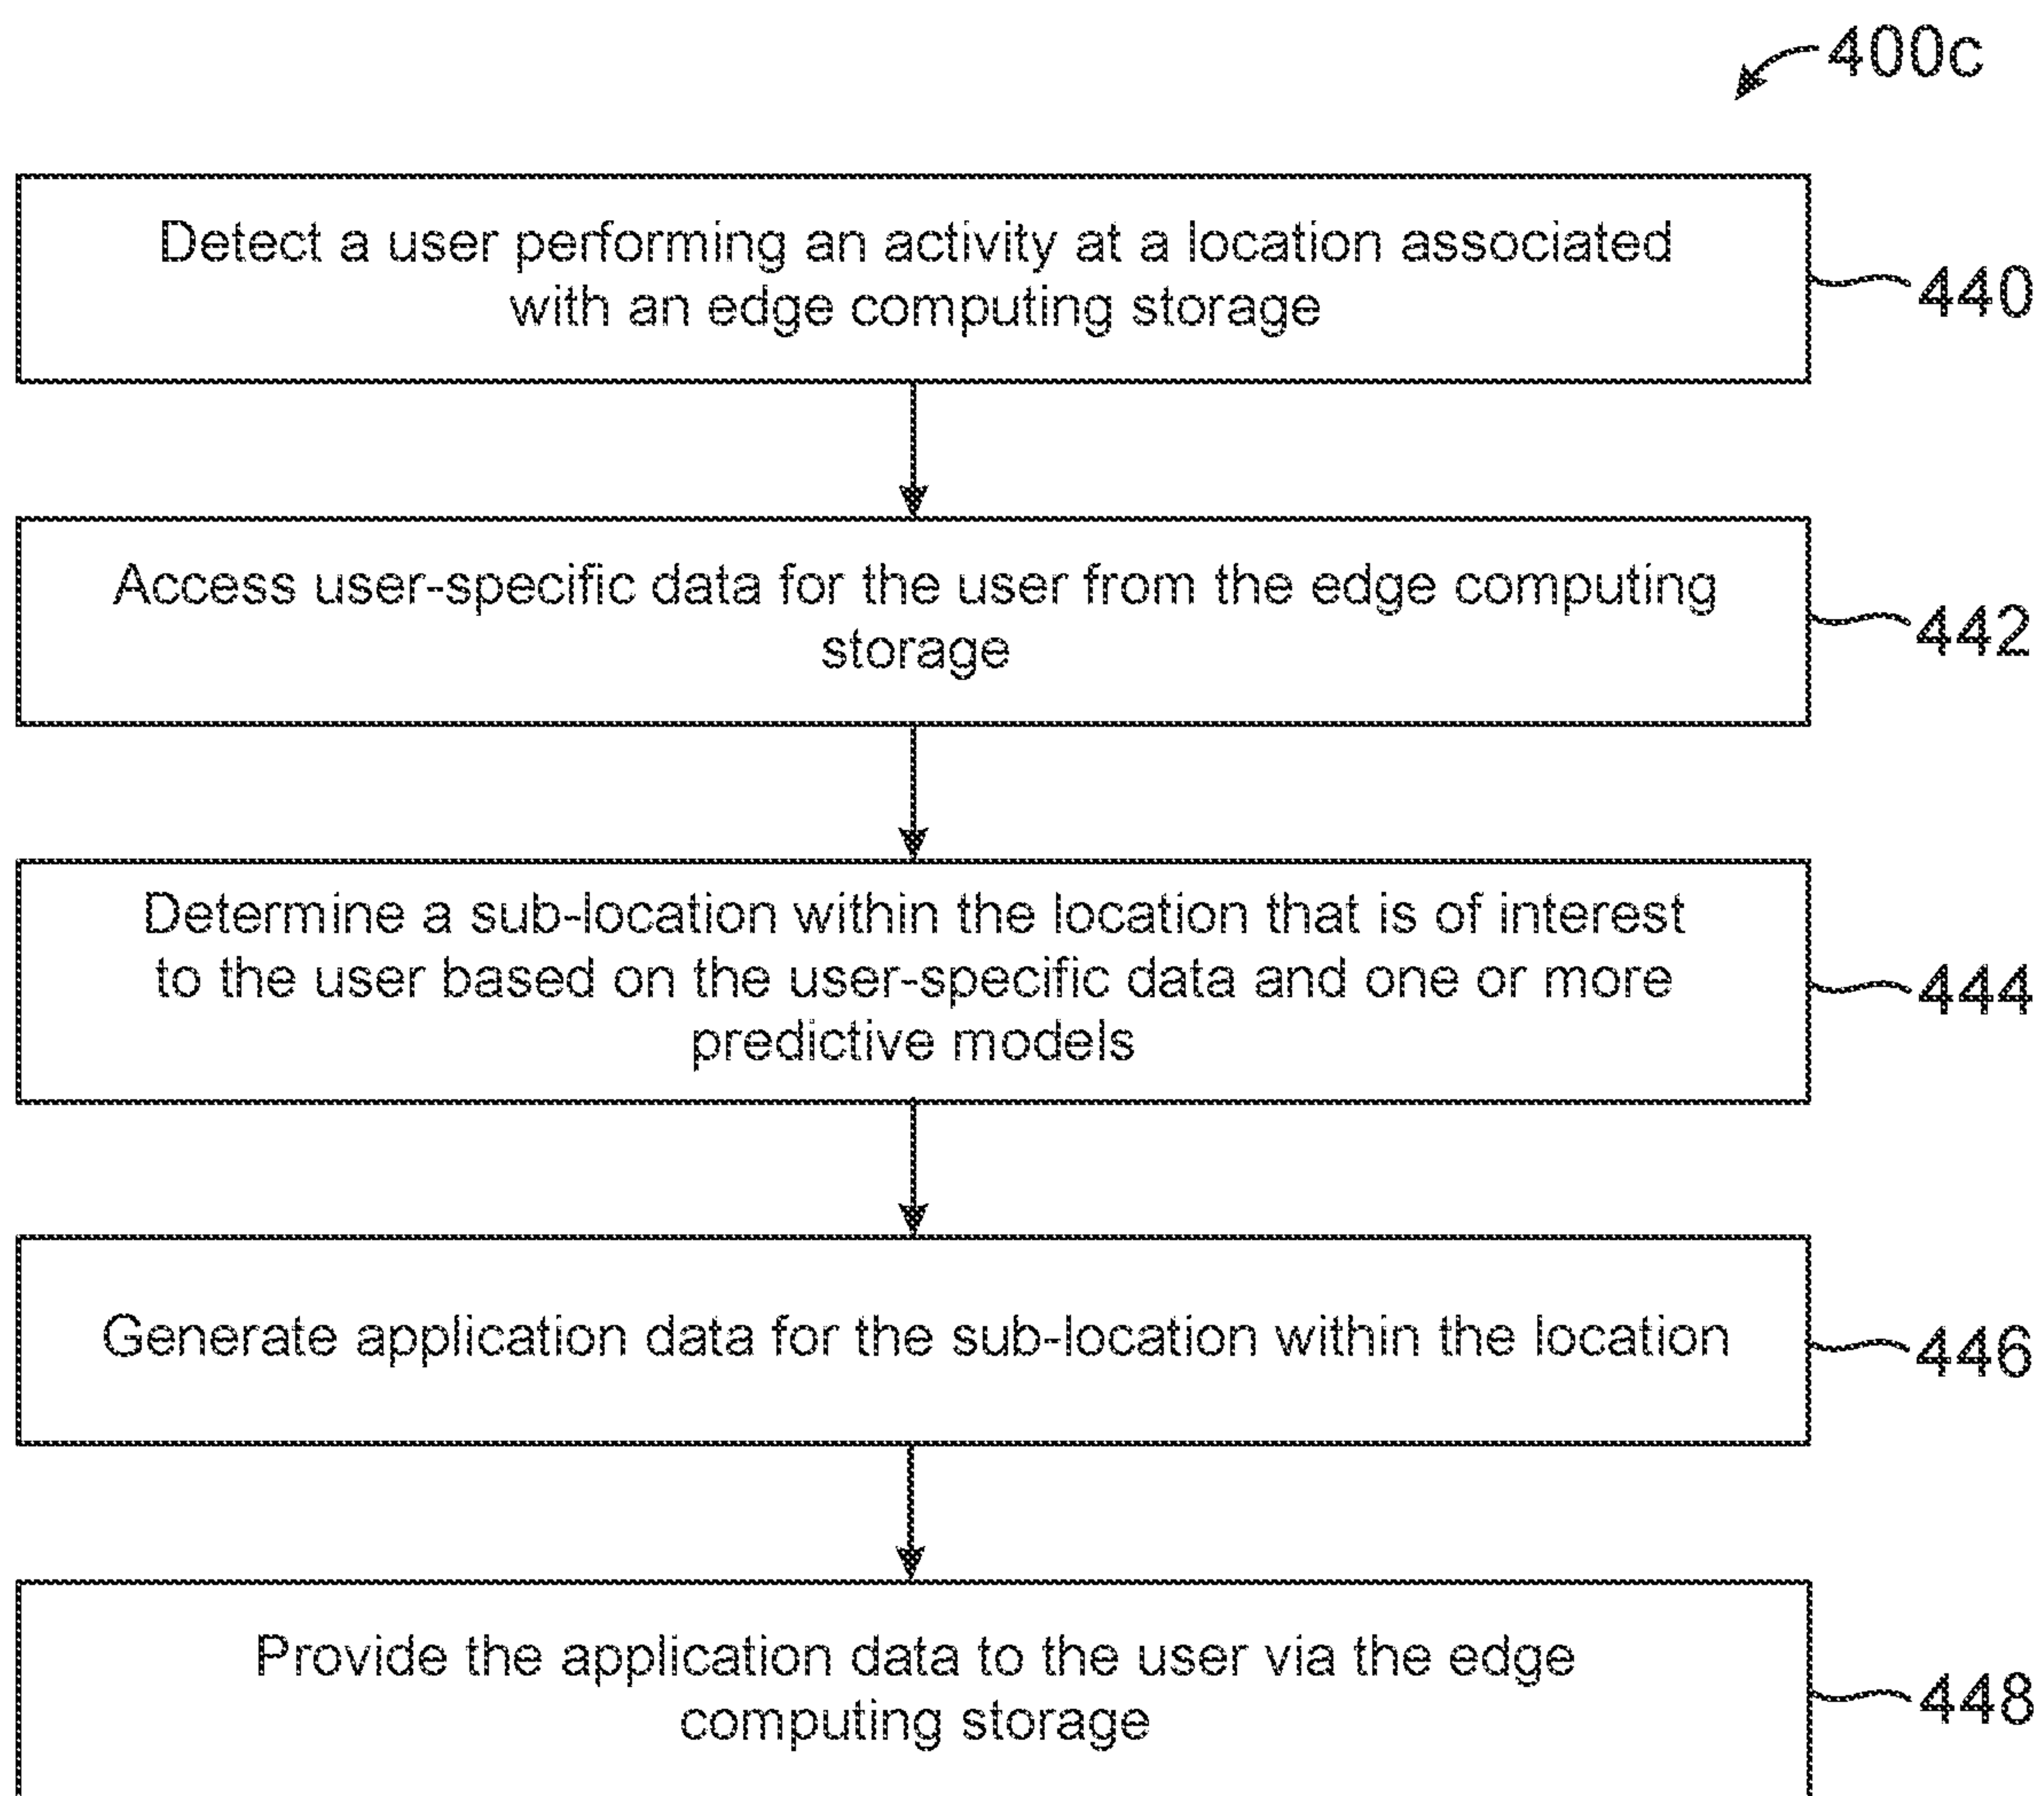 400c
Detect a user performing an activity at a location associated
with an edge computing storage
440
Access user-specific data for the user from the edge computing
storage
442
Determine a sub-location within the location that is of interest
to the user based on the user-specific data and one or more
predictive models
444
Generate application data for the sub-location within the location
446
Provide the application data to the user via the edge
computing storage
448